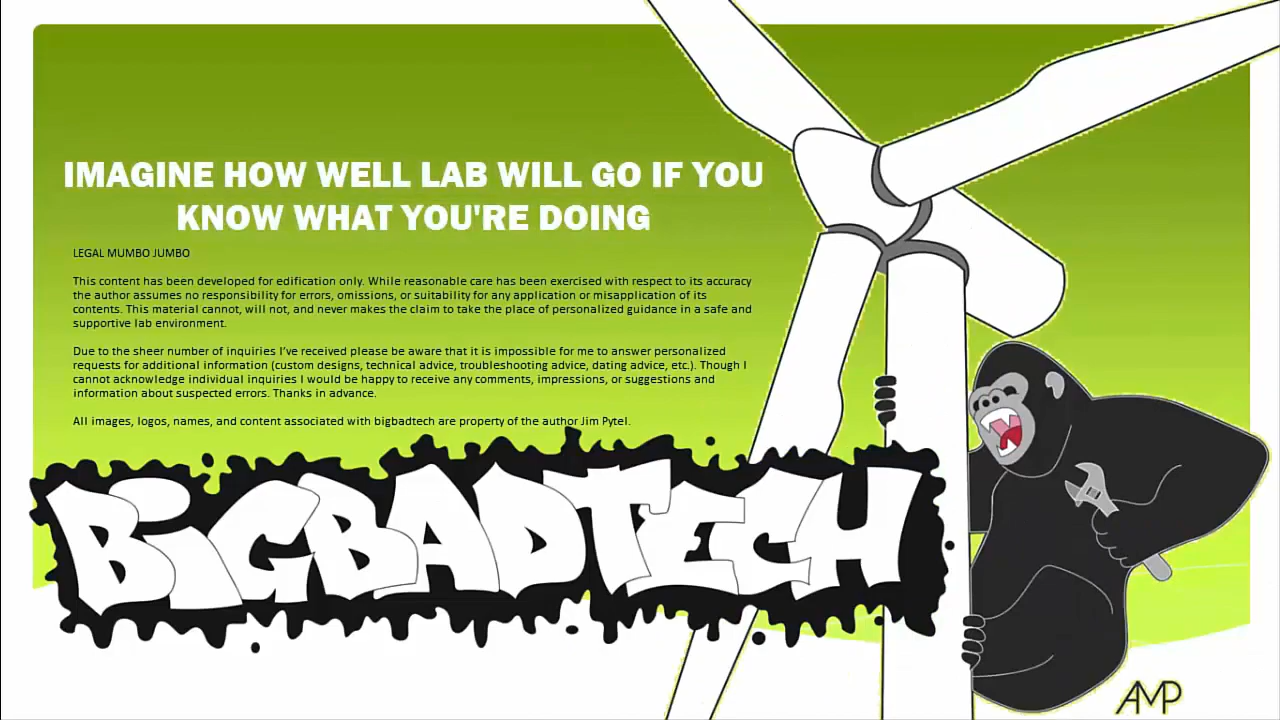 IMAGINE HOW WELL LAB WILL GO IF YOU
KNOW WHAT YOU'RE DOING
LEGAL MUMBO JUMBO
This content has been developed for edification only. While reasonable care has been exercised with respect to its accuracy
the author assumes no responsibility for errors, omissions, or suitability for any application or misapplication of its
contents. This material cannot, will not, and never makes the claim to take the place of personalized guidance in a safe and
supportive lab environment.
Due to the sheer number of inquiries I've received please be aware that it is impossible for me to answer personalized
requests for additional information (custom designs, technical advice, troubleshooting advice, dating advice, etc.). Though I
cannot acknowledge individual inquiries I would be happy to receive any comments, impressions, or suggestions and
information about suspected errors. Thanks in advance.
All images, logos, names, and content associated with bigbadtech are property of the author Jim Pytel.
BiGBADTECH
AMP